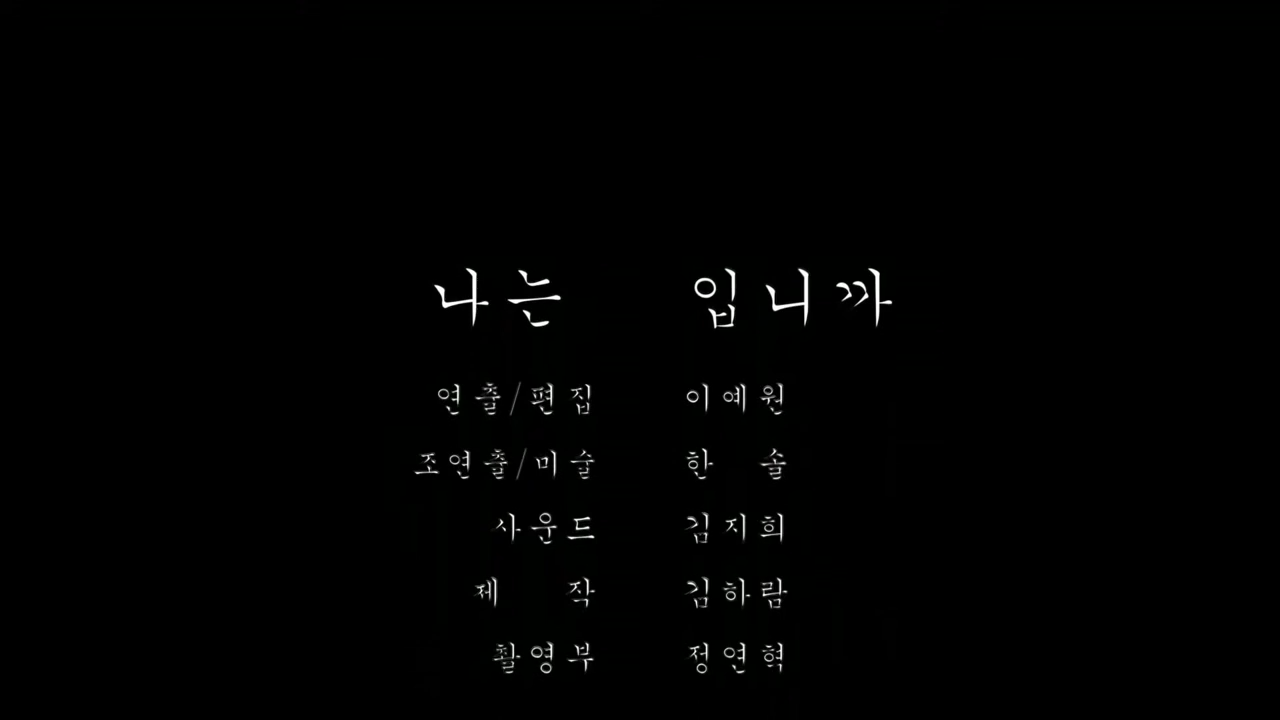 나는 입니까
연출/편집 이예원
조연출/미술 한 솔
사운드 김지희
제 작 김하람
촬영부 정연혁